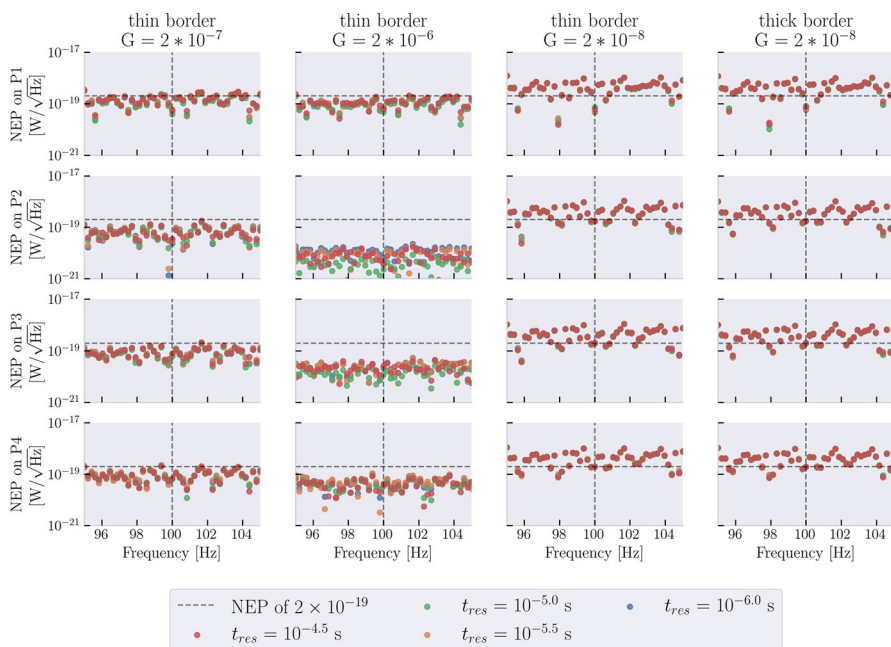 thin border
G = 2 * 10⁻⁷
thin border
G = 2 * 10⁻⁶
thin border
G = 2 * 10⁻⁸
thick border
G = 2 * 10⁻⁸
NEP on P1
[W/√Hz]
10⁻¹⁷
10⁻¹⁹
10⁻²¹
NEP on P2
[W/√Hz]
10⁻¹⁷
10⁻¹⁹
10⁻²¹
NEP on P3
[W/√Hz]
10⁻¹⁷
10⁻¹⁹
10⁻²¹
NEP on P4
[W/√Hz]
10⁻¹⁷
10⁻¹⁹
10⁻²¹
96 98 100 102 104
Frequency [Hz]
96 98 100 102 104
Frequency [Hz]
96 98 100 102 104
Frequency [Hz]
96 98 100 102 104
Frequency [Hz]
NEP of 2 × 10⁻¹⁹
t_res = 10⁻⁴·⁵ s
t_res = 10⁻⁵·⁰ s
t_res = 10⁻⁵·⁵ s
t_res = 10⁻⁶·⁰ s